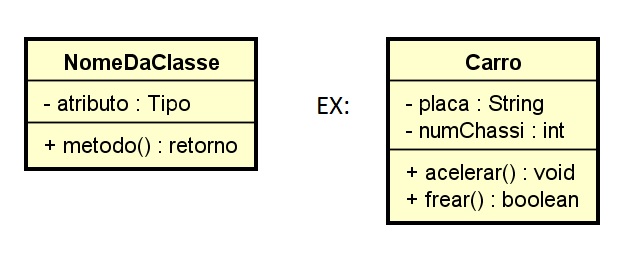 NomeDaClasse
- atributo : Tipo
+ metodo() : retorno
EX:
Carro
- placa : String
- numChassi : int
+ acelerar() : void
+ frear() : boolean